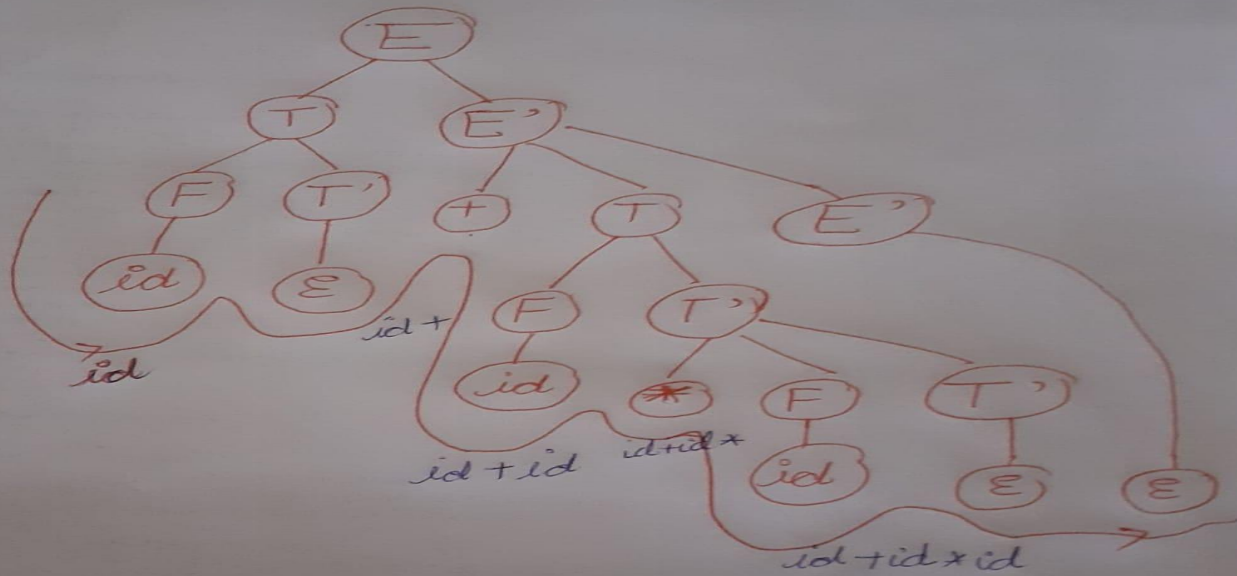 E
T E'
F T' + T E'
id ε F T'
id +
id id * F T'
id + id id+id* id ε ε
id + id * id